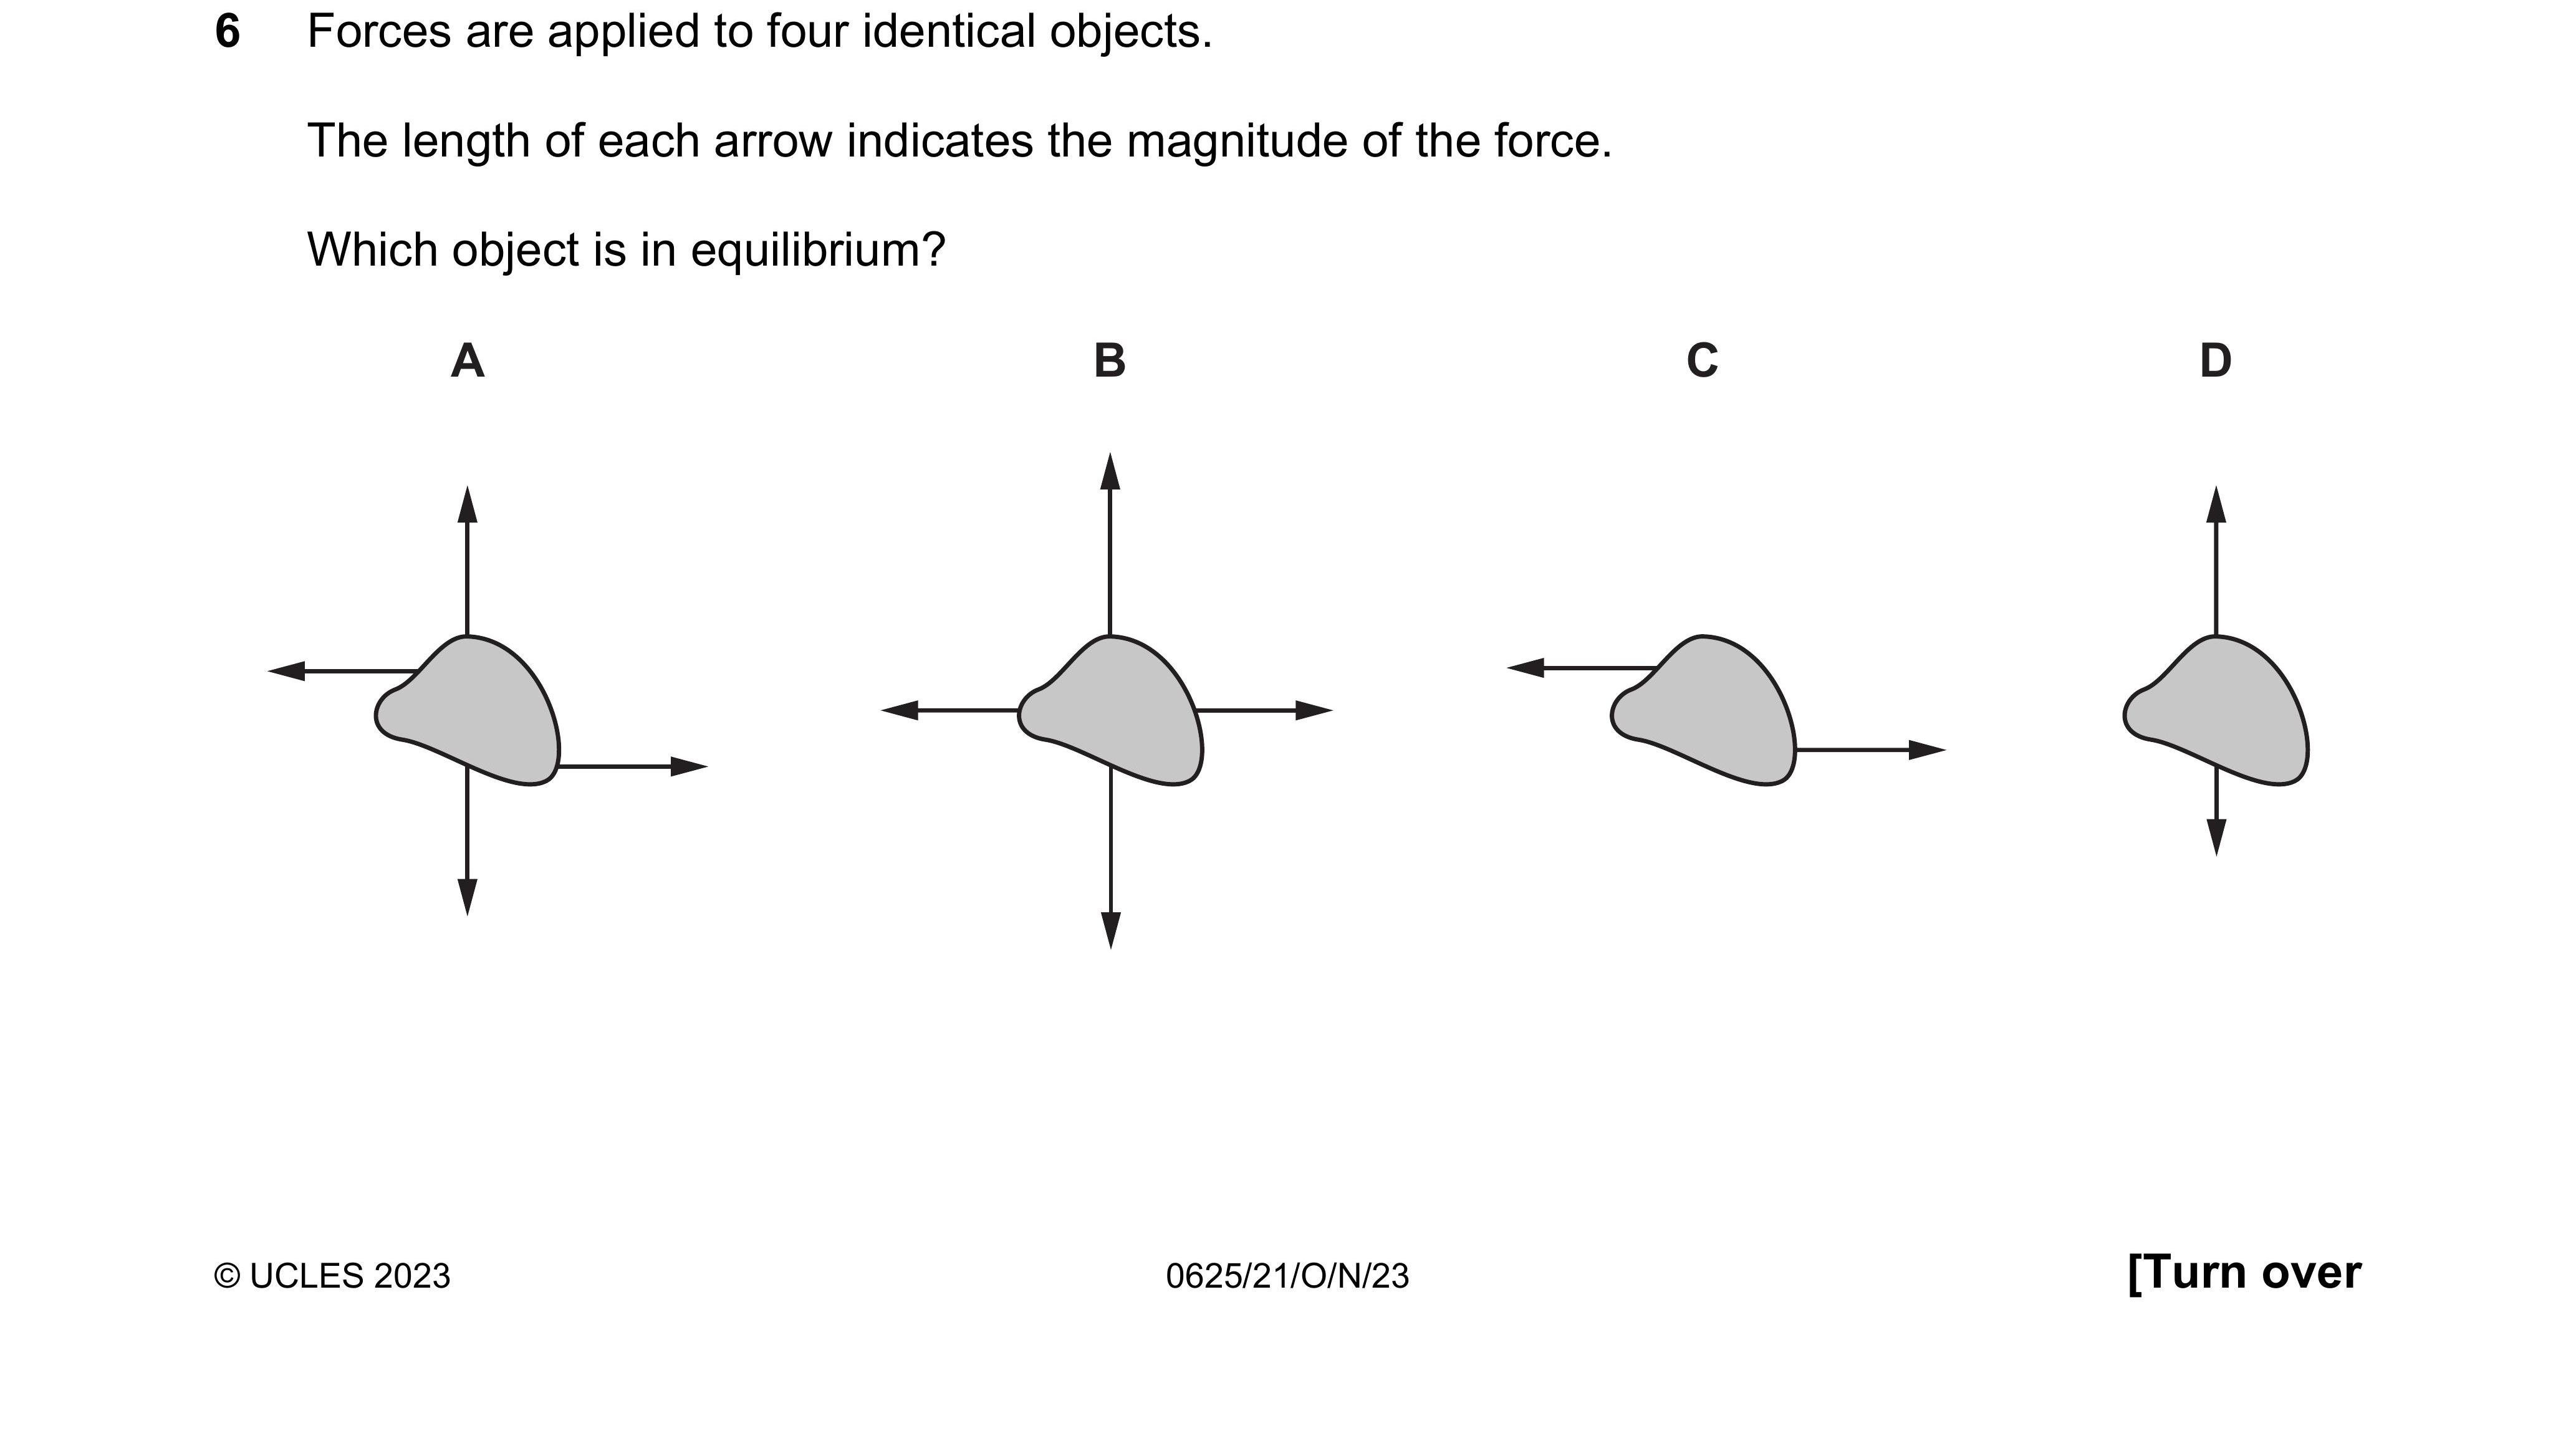 6 Forces are applied to four identical objects.
The length of each arrow indicates the magnitude of the force.
Which object is in equilibrium?
A B C D
© UCLES 2023 0625/21/O/N/23 [Turn over